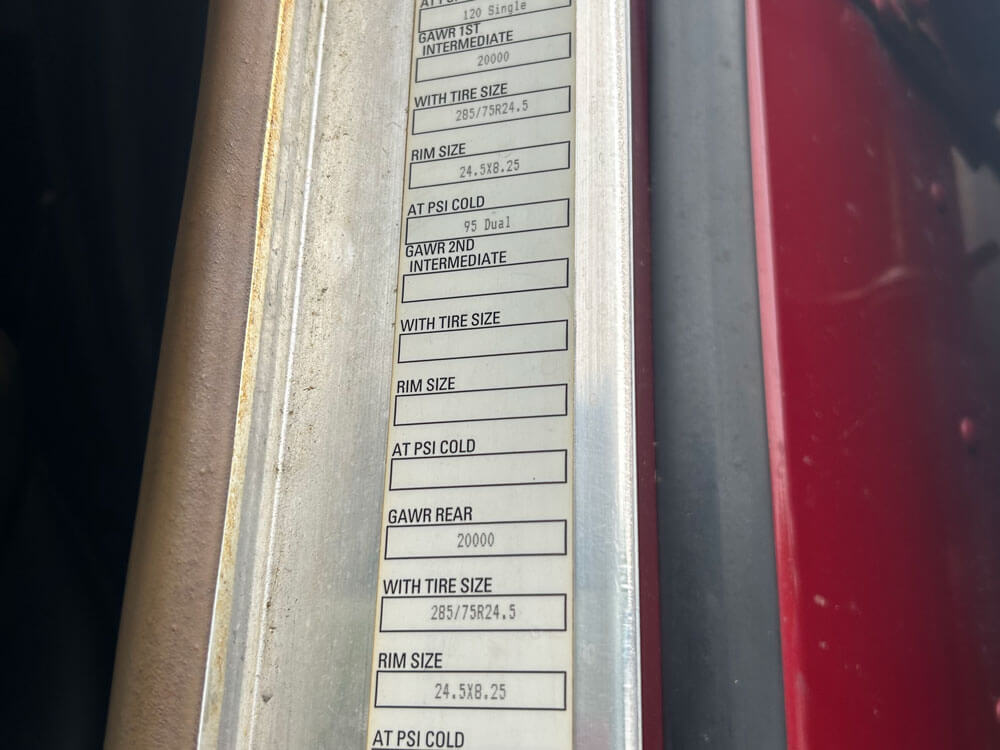 AT PSI
120 Single
GAWR 1ST
INTERMEDIATE
20000
WITH TIRE SIZE
285/75R24.5
RIM SIZE
24.5X8.25
AT PSI COLD
95 Dual
GAWR 2ND
INTERMEDIATE
WITH TIRE SIZE
RIM SIZE
AT PSI COLD
GAWR REAR
20000
WITH TIRE SIZE
285/75R24.5
RIM SIZE
24.5X8.25
AT PSI COLD